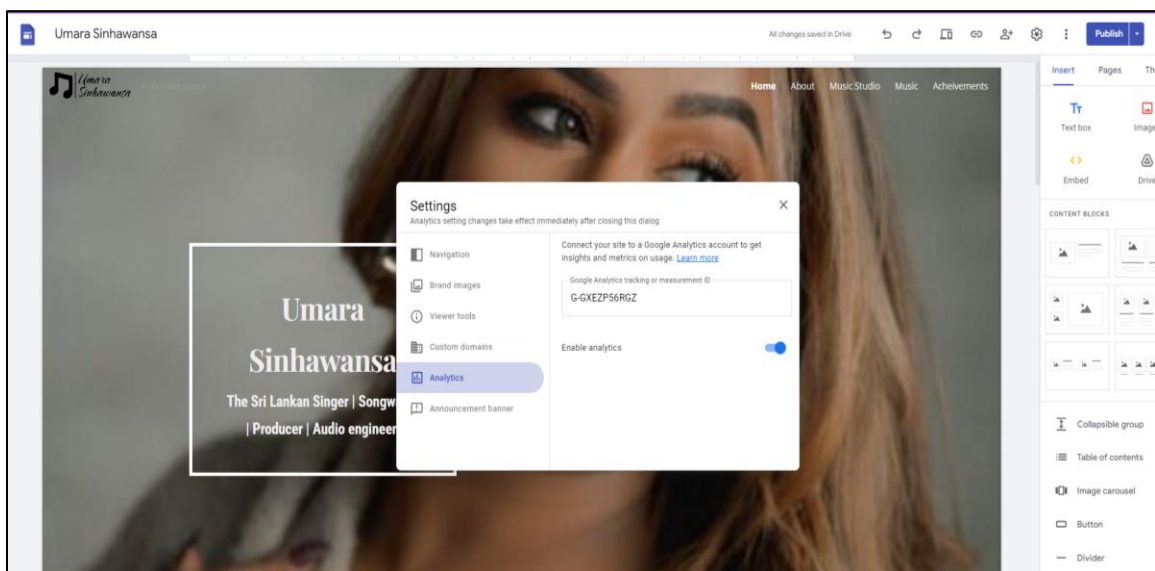 Umara Sinhawansa
All changes saved in Drive
Publish
Umara
Sinhawansa
Enter site name
Home About Music Studio Music Acheivements
Insert Pages Th
Text box Image
Embed Drive
CONTENT BLOCKS
Settings
Analytics setting changes take effect immediately after closing this dialog
Navigation
Brand images
Viewer tools
Custom domains
Analytics
Announcement banner
Connect your site to a Google Analytics account to get
insights and metrics on usage. Learn more
Google Analytics tracking or measurement ID
G-GXEZP56RGZ
Enable analytics
Umara
Sinhawansa
The Sri Lankan Singer | Songw
| Producer | Audio engineer
Collapsible group
Table of contents
Image carousel
Button
Divider